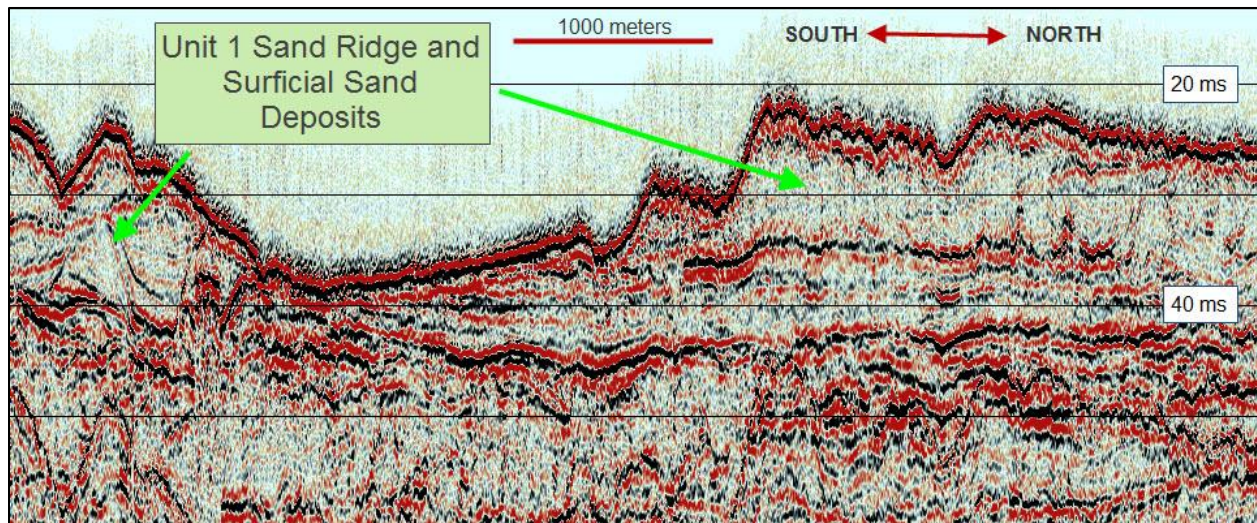 Unit 1 Sand Ridge and
Surficial Sand
Deposits
1000 meters
SOUTH
NORTH
20 ms
40 ms